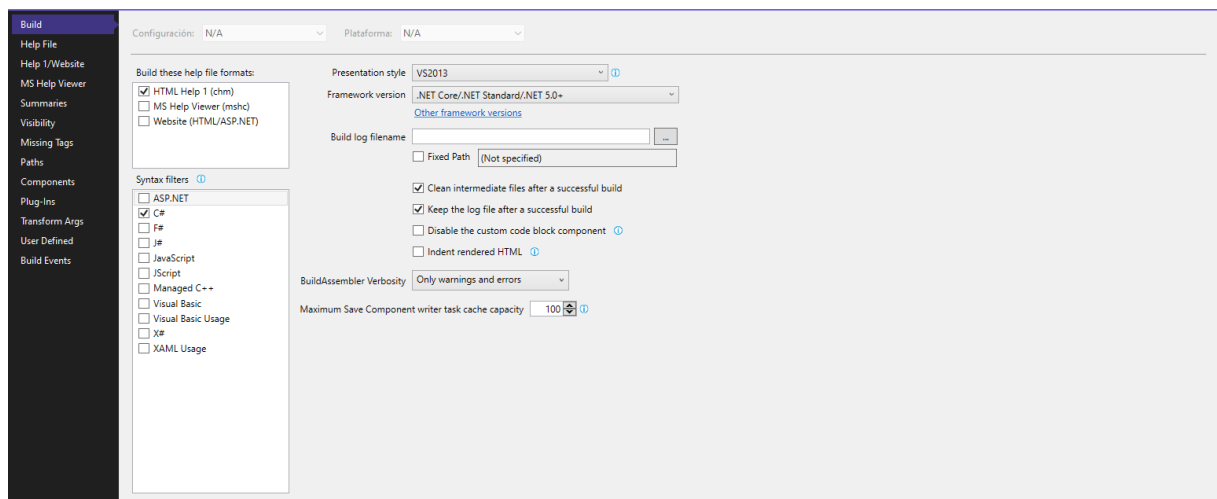 Build
Help File
Help 1/Website
MS Help Viewer
Summaries
Visibility
Missing Tags
Paths
Components
Plug-Ins
Transform Args
User Defined
Build Events
Configuración: N/A Plataforma: N/A
Build these help file formats:
HTML Help 1 (chm)
MS Help Viewer (mshc)
Website (HTML/ASP.NET)
Syntax filters
ASP.NET
C#
F#
J#
JavaScript
JScript
Managed C++
Visual Basic
Visual Basic Usage
X#
XAML Usage
Presentation style VS2013
Framework version .NET Core/.NET Standard/.NET 5.0+
Other framework versions
Build log filename ...
Fixed Path (Not specified)
Clean intermediate files after a successful build
Keep the log file after a successful build
Disable the custom code block component
Indent rendered HTML
BuildAssembler Verbosity Only warnings and errors
Maximum Save Component writer task cache capacity 100